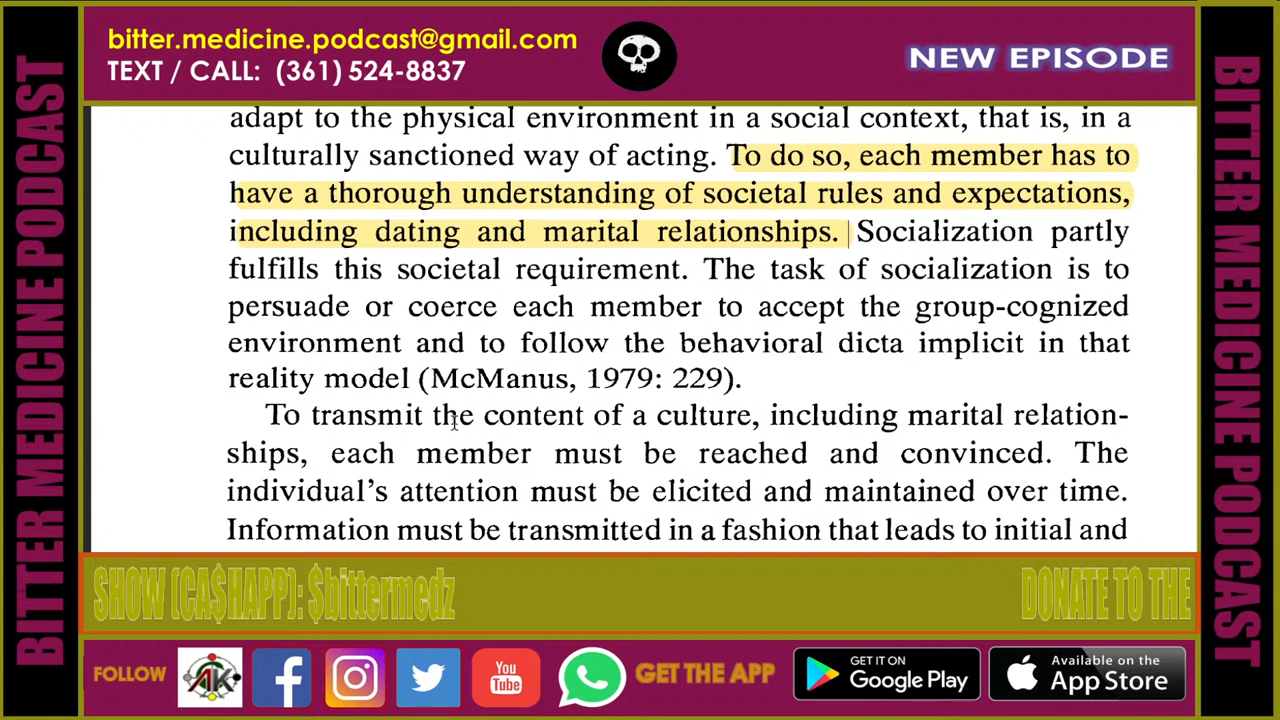 bitter.medicine.podcast@gmail.com
TEXT / CALL: (361) 524-8837
NEW EPISODE
BITTER MEDICINE PODCAST
adapt to the physical environment in a social context, that is, in a
culturally sanctioned way of acting. To do so, each member has to
have a thorough understanding of societal rules and expectations,
including dating and marital relationships. Socialization partly
fulfills this societal requirement. The task of socialization is to
persuade or coerce each member to accept the group-cognized
environment and to follow the behavioral dicta implicit in that
reality model (McManus, 1979: 229).
To transmit the content of a culture, including marital relation-
ships, each member must be reached and convinced. The
individual's attention must be elicited and maintained over time.
Information must be transmitted in a fashion that leads to initial and
BITTER MEDICINE PODCAST
SHOW (CA$HAPP): $bittermedz
DONATE TO THE
FOLLOW
ATK
You
Tube
GET THE APP
GET IT ON
Google Play
Available on the
App Store